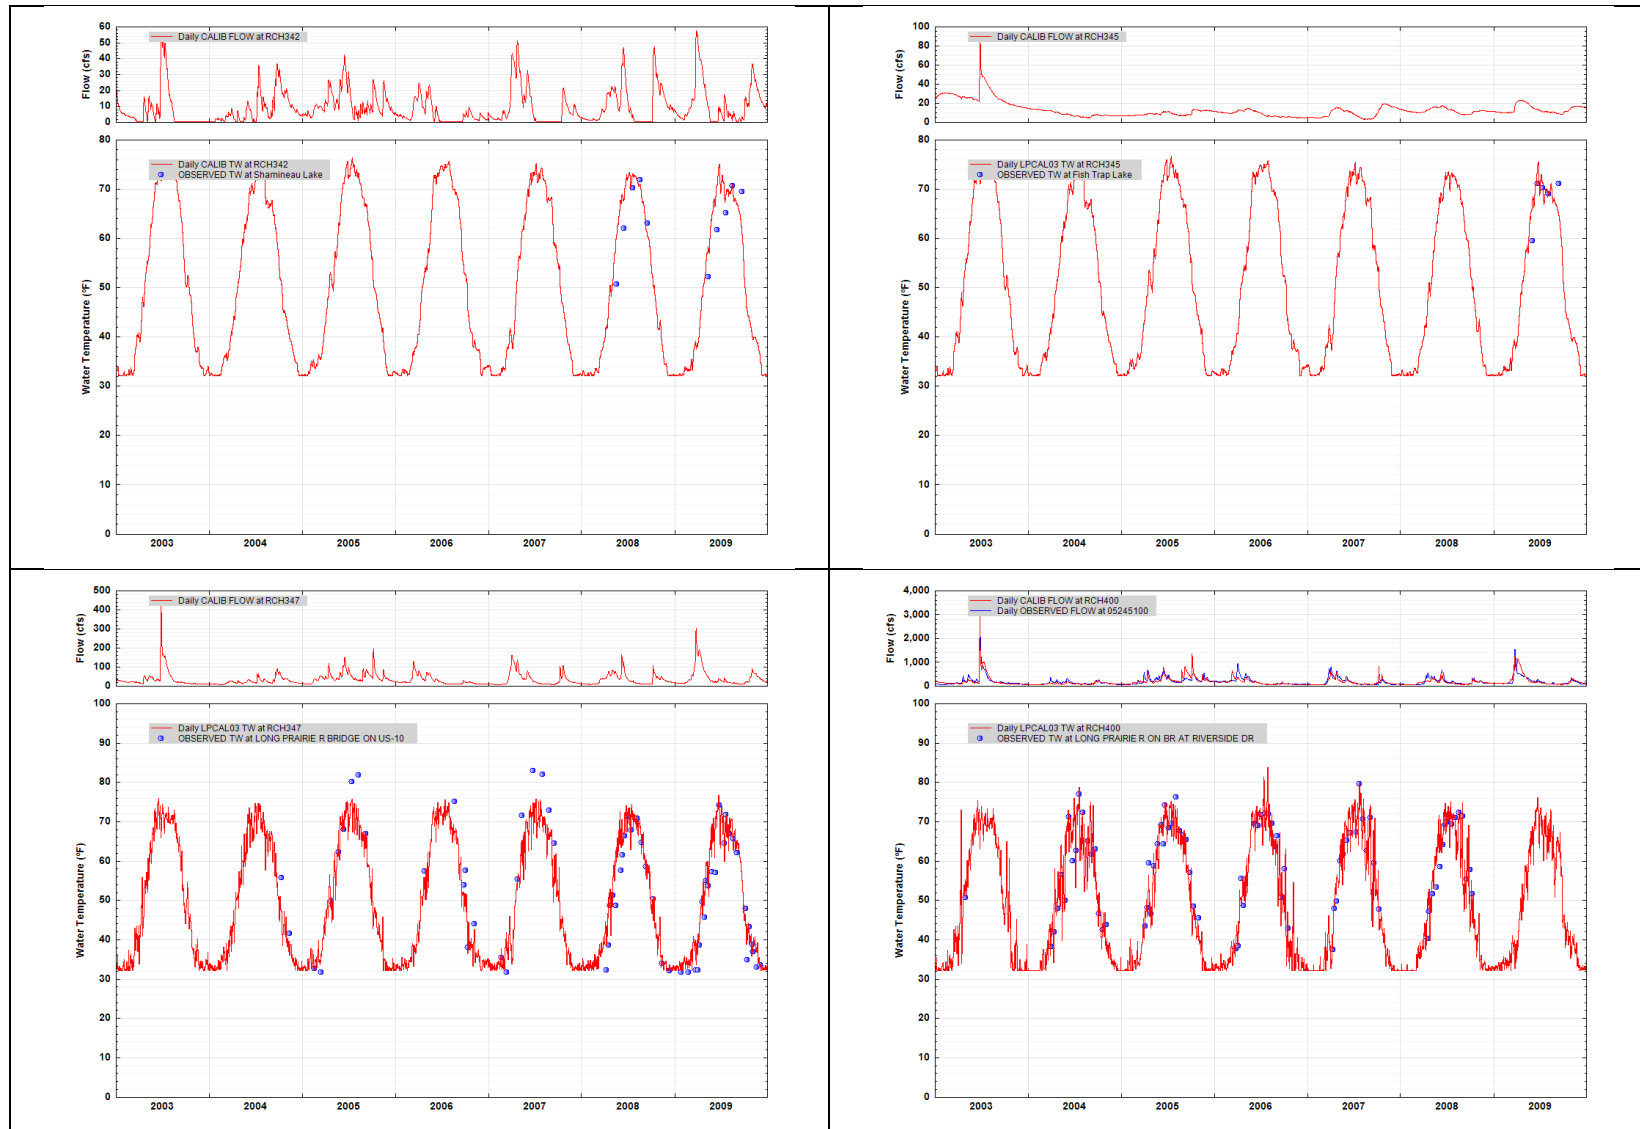 60
50
40
30
20
10
0
Flow (cfs)
Daily CALIB FLOW at RCH342
80
70
60
50
40
30
20
10
0
Water Temperature (°F)
Daily CALIB TW at RCH342
OBSERVED TW at Shamineau Lake
2003 2004 2005 2006 2007 2008 2009
100
80
60
40
20
0
Flow (cfs)
Daily CALIB FLOW at RCH345
80
70
60
50
40
30
20
10
0
Water Temperature (°F)
Daily LPCAL03 TW at RCH345
OBSERVED TW at Fish Trap Lake
2003 2004 2005 2006 2007 2008 2009
500
400
300
200
100
0
Flow (cfs)
Daily CALIB FLOW at RCH347
100
90
80
70
60
50
40
30
20
10
0
Water Temperature (°F)
Daily LPCAL03 TW at RCH347
OBSERVED TW at LONG PRAIRIE R BRIDGE ON US-10
2003 2004 2005 2006 2007 2008 2009
4,000
3,000
2,000
1,000
0
Flow (cfs)
Daily CALIB FLOW at RCH400
Daily OBSERVED FLOW at 05245100
100
90
80
70
60
50
40
30
20
10
0
Water Temperature (°F)
Daily LPCAL03 TW at RCH400
OBSERVED TW at LONG PRAIRIE R ON BR AT RIVERSIDE DR
2003 2004 2005 2006 2007 2008 2009